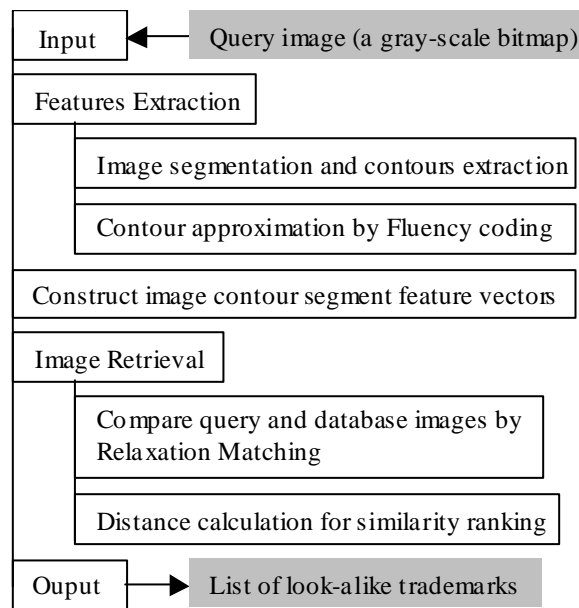 Input
Query image (a gray-scale bitmap)
Features Extraction
Image segmentation and contours extraction
Contour approximation by Fluency coding
Construct image contour segment feature vectors
Image Retrieval
Compare query and database images by
Relaxation Matching
Distance calculation for similarity ranking
Ouput
List of look-alike trademarks